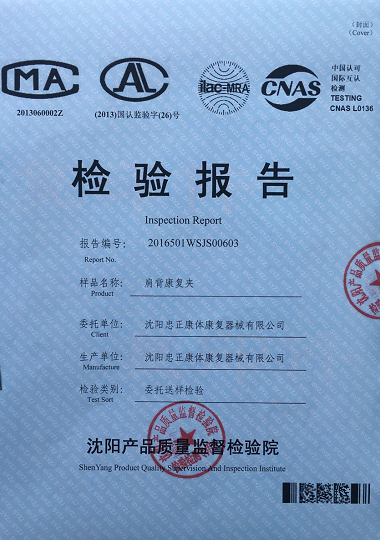 (封面)
(Cover)
MA
AL
ilac-MRA
CNAS
中国认可
国际互认
检测
TESTING
CNAS L0136
2013060002Z
(2013)国认监验字(26)号
检验报告
Inspection Report
报告编号: 2016501WSJS00603
Report No.
样品名称: 肩背康复夹
Product
委托单位: 沈阳忠正康体康复器械有限公司
Client
生产单位: 沈阳忠正康体康复器械有限公司
Manufacture
检验类别: 委托送样检验
Test Sort
沈阳产品质量监督检验院
ShenYang Product Quality Supervision And Inspection Institute